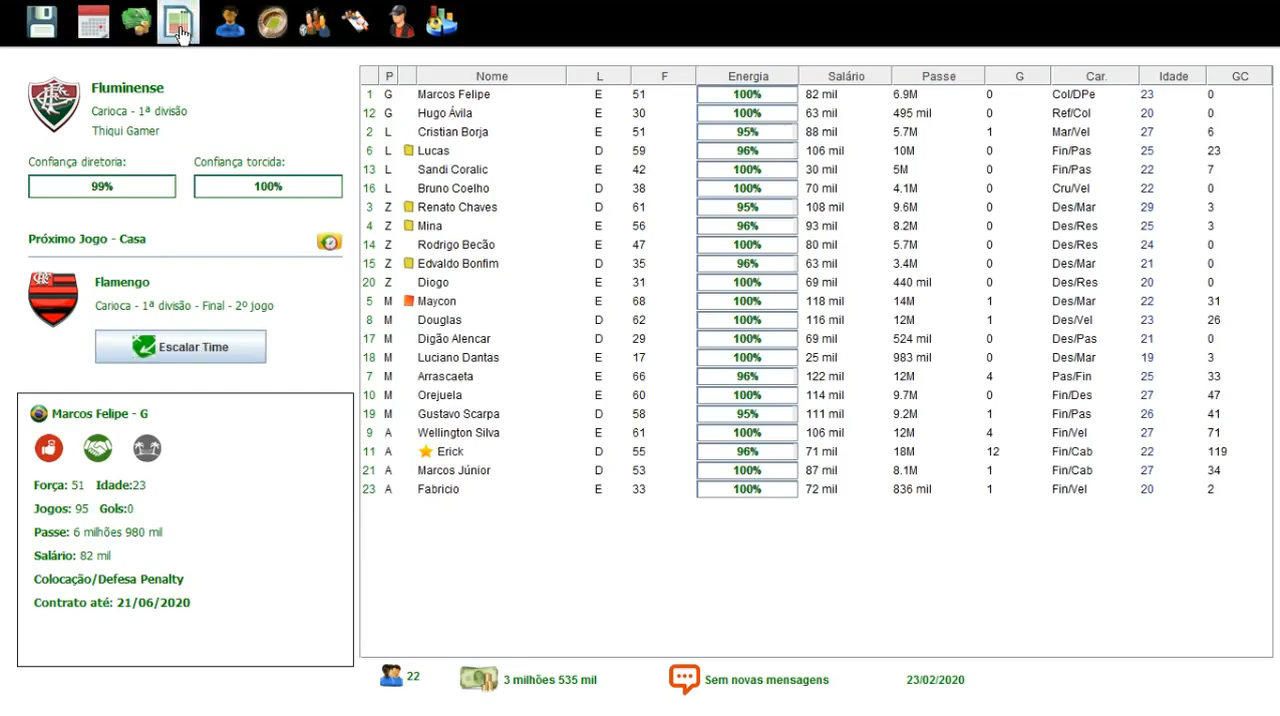 Fluminense
Carioca - 1ª divisão
Thiqui Gamer
Confiança diretoria: Confiança torcida:
99% 100%
Próximo Jogo - Casa
Flamengo
Carioca - 1ª divisão - Final - 2º jogo
Escalar Time
Marcos Felipe - G
Força: 51 Idade:23
Jogos: 95 Gols:0
Passe: 6 milhões 980 mil
Salário: 82 mil
Colocação/Defesa Penalty
Contrato até: 21/06/2020
P Nome L F Energia Salário Passe G Car. Idade GC
1 G Marcos Felipe E 51 100% 82 mil 6.9M 0 Col/DPe 23 0
12 G Hugo Ávila E 30 100% 63 mil 495 mil 0 Ref/Col 20 0
2 L Cristian Borja E 51 95% 88 mil 5.7M 1 Mar/Vel 27 6
6 L Lucas D 59 96% 106 mil 10M 0 Fin/Pas 25 23
13 L Sandi Coralic E 42 100% 30 mil 5M 0 Fin/Pas 22 7
16 L Bruno Coelho D 38 100% 70 mil 4.1M 0 Cru/Vel 22 0
3 Z Renato Chaves D 61 95% 108 mil 9.6M 0 Des/Mar 29 3
4 Z Mina E 56 96% 93 mil 8.2M 0 Des/Res 25 3
14 Z Rodrigo Becão E 47 100% 80 mil 5.7M 0 Des/Res 24 0
15 Z Edvaldo Bonfim D 35 96% 63 mil 3.4M 0 Des/Mar 21 0
20 Z Diogo E 31 100% 69 mil 440 mil 0 Des/Res 20 0
5 M Maycon E 68 100% 118 mil 14M 1 Des/Mar 22 31
8 M Douglas D 62 100% 116 mil 12M 1 Des/Vel 23 26
17 M Digão Alencar D 29 100% 69 mil 524 mil 0 Des/Pas 21 0
18 M Luciano Dantas E 17 100% 25 mil 983 mil 0 Des/Mar 19 3
7 M Arrascaeta E 66 96% 122 mil 12M 4 Pas/Fin 25 33
10 M Orejuela E 60 100% 114 mil 9.7M 0 Fin/Des 27 47
19 M Gustavo Scarpa D 58 95% 111 mil 9.2M 1 Fin/Pas 26 41
9 A Wellington Silva E 61 100% 106 mil 12M 4 Fin/Vel 27 71
11 A Erick D 55 96% 71 mil 18M 12 Fin/Cab 22 119
21 A Marcos Júnior D 53 100% 87 mil 8.1M 1 Fin/Cab 27 34
23 A Fabricio E 33 100% 72 mil 836 mil 1 Fin/Vel 20 2
22 3 milhões 535 mil Sem novas mensagens 23/02/2020